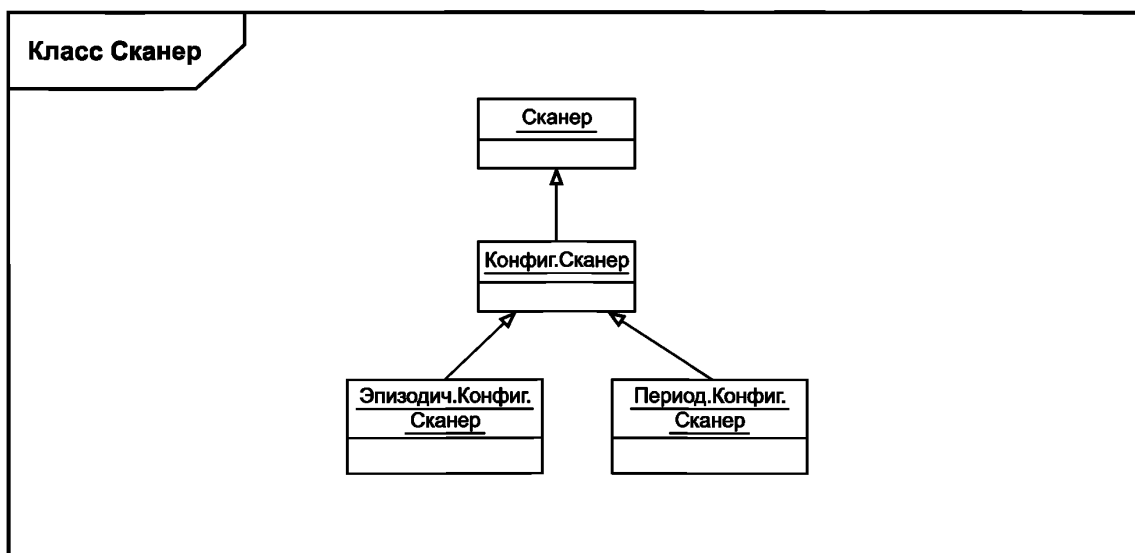 Класс Сканер
Сканер
Конфиг.Сканер
Эпизодич.Конфиг.
Сканер
Период.Конфиг.
Сканер